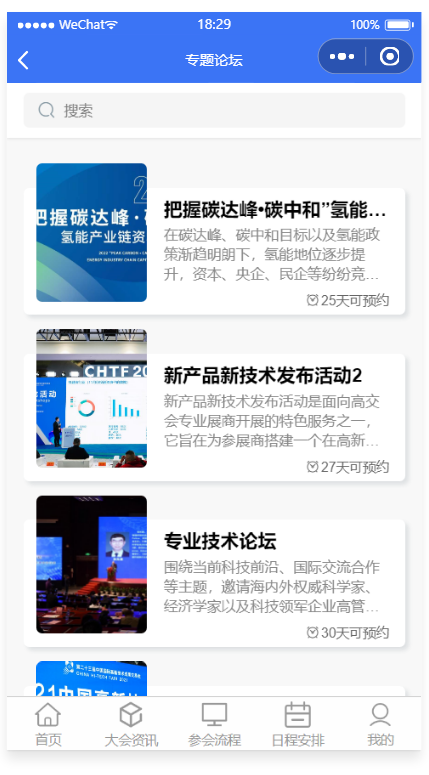 WeChat
18:29
100%
专题论坛
搜索
把握碳达峰·碳
氢能产业链资
把握碳达峰•碳中和”氢能...
在碳达峰、碳中和目标以及氢能政
策渐趋明朗下，氢能地位逐步提
升，资本、央企、民企等纷纷竞...
25天可预约
CHTF 20
新产品新技术发布活动2
新产品新技术发布活动是面向高交
会专业展商开展的特色服务之一，
它旨在为参展商搭建一个在高新...
27天可预约
专业技术论坛
围绕当前科技前沿、国际交流合作
等主题，邀请海内外权威科学家、
经济学家以及科技领军企业高管...
30天可预约
首页
大会资讯
参会流程
日程安排
我的